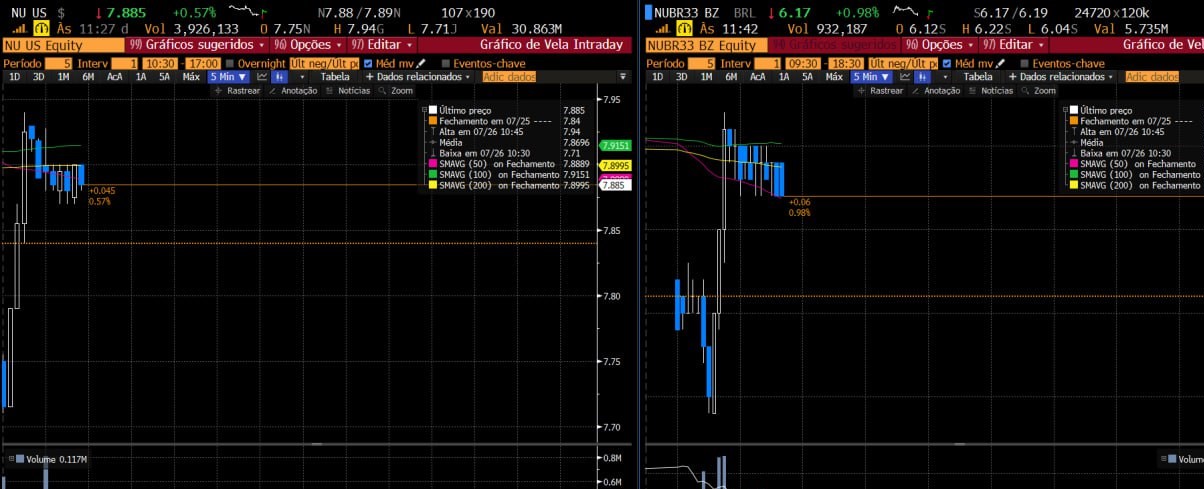 NU US $ ↓ 7.885 +0.57% N7.88 / 7.89N 107 × 190
Às 11:27 d Vol 3,926,133 O 7.75N H 7.94G L 7.71J Val 30.863M
NU US Equity 99) Gráficos sugeridos 96) Opções 97) Editar Gráfico de Vela Intraday
Período 5 Interv 1 10:30 - 17:00 Overnight Últ neg/Últ p Méd mv Eventos-chave
1D 3D 1M 6M AcA 1A 5A Máx 5 Min ▼ Tabela + Dados relacionados Adic dados
Rastrear Anotação Notícias Zoom
Último preço 7.885
Fechamento em 07/25 ---- 7.84
Alta em 07/26 10:45 7.94
Média 7.8696
Baixa em 07/26 10:30 7.71
SMAVG (50) on Fechamento 7.8889
SMAVG (100) on Fechamento 7.9151
SMAVG (200) on Fechamento 7.8995
+0.045
0.57%
7.95
7.9151
7.8995
7.885
7.85
7.80
7.75
7.70
Volume 0.117M
0.8M
0.6M
NUBR33 BZ BRL ↓ 6.17 +0.98% S6.17 / 6.19 24720 × 120k
Às 11:42 Vol 932,187 O 6.12S H 6.22S L 6.04S Val 5.735M
NUBR33 BZ Equity 99) Gráficos sugeridos 96) Opções 97) Editar Gráfico de Vel
Período 5 Interv 1 09:30 - 18:30 Últ neg/Últ p Méd mv Eventos-chave
1D 3D 1M 6M AcA 1A 5A Máx 5 Min ▼ Tabela + Dados relacionados Adic dados
Rastrear Anotação Notícias Zoom
Último preço
Fechamento em 07/25 ----
Alta em 07/26 10:45
Média
Baixa em 07/26 10:30
SMAVG (50) on Fechamento
SMAVG (100) on Fechamento
SMAVG (200) on Fechamento
+0.06
0.98%
Volume